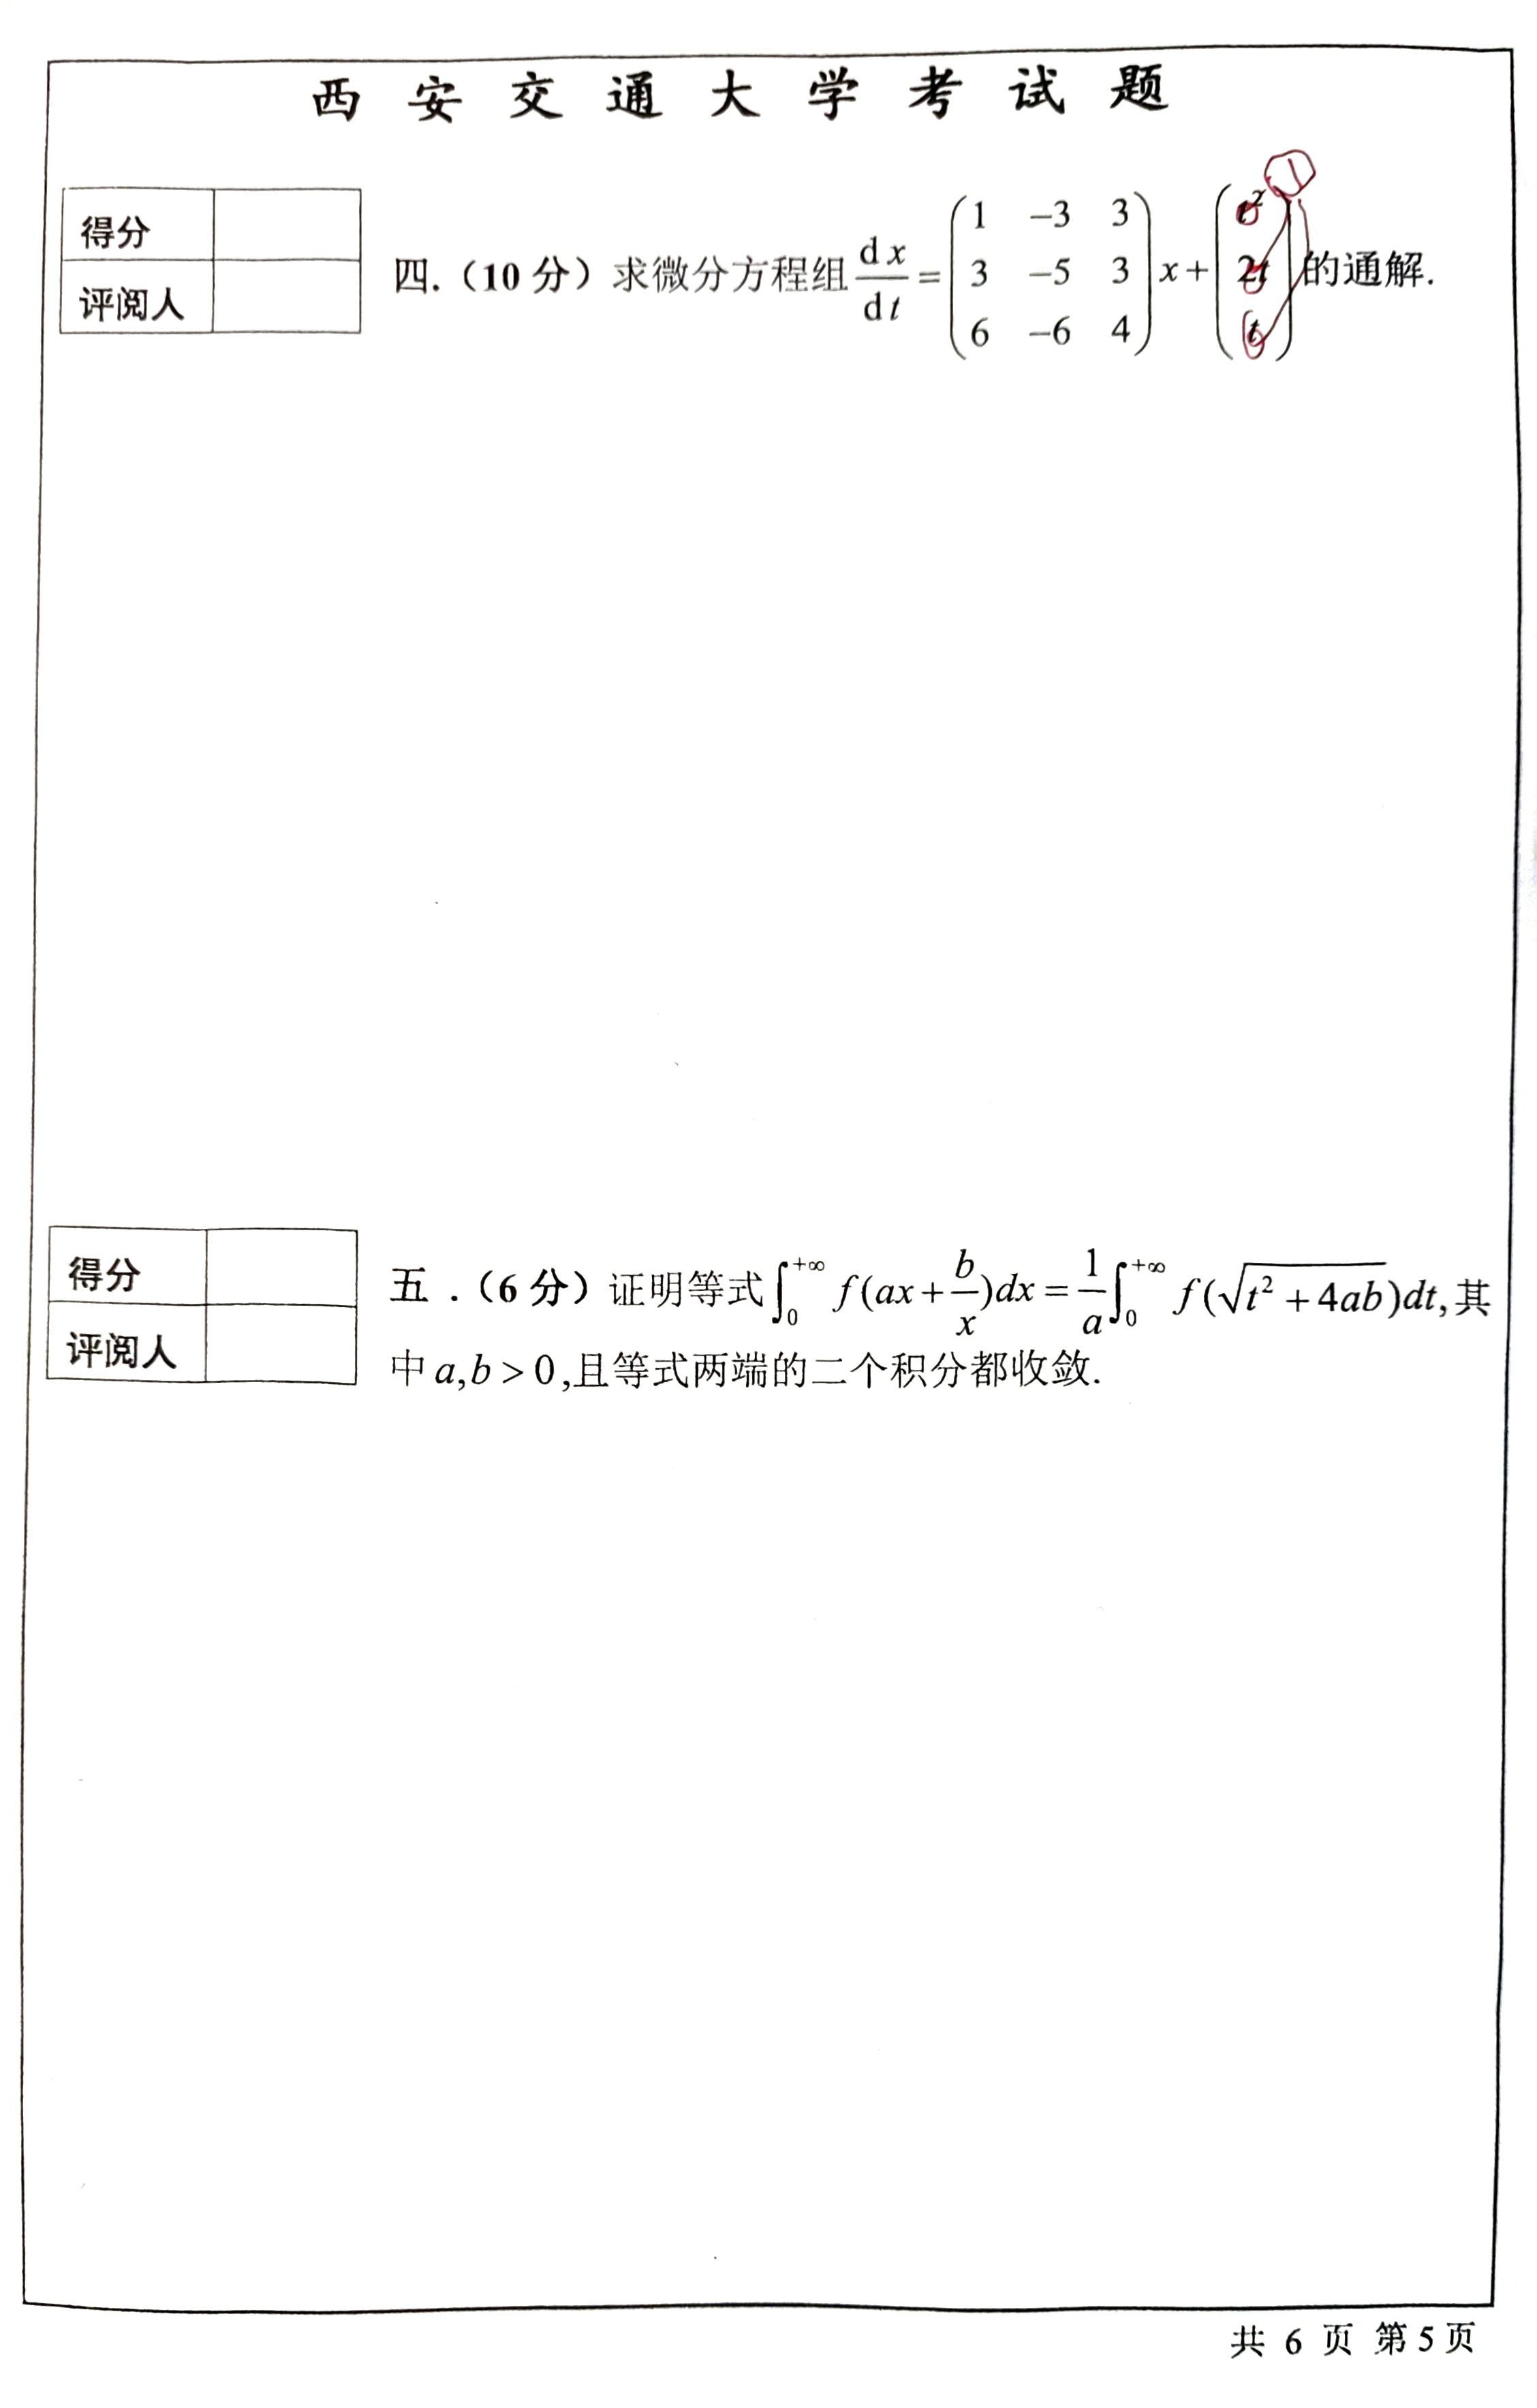 西安交通大学考试题
得分
评阅人
四.（10 分）求微分方程组 \frac{dx}{dt} = \begin{pmatrix} 1 & -3 & 3 \\ 3 & -5 & 3 \\ 6 & -6 & 4 \end{pmatrix} x + \begin{pmatrix} t^2 \\ 2t \\ t \end{pmatrix} 的通解.
①
得分
评阅人
五 .（6 分）证明等式 \int_0^{+\infty} f(ax+\frac{b}{x})dx = \frac{1}{a}\int_0^{+\infty} f(\sqrt{t^2+4ab})dt, 其
中 a,b > 0 ,且等式两端的二个积分都收敛.
共 6 页 第 5 页